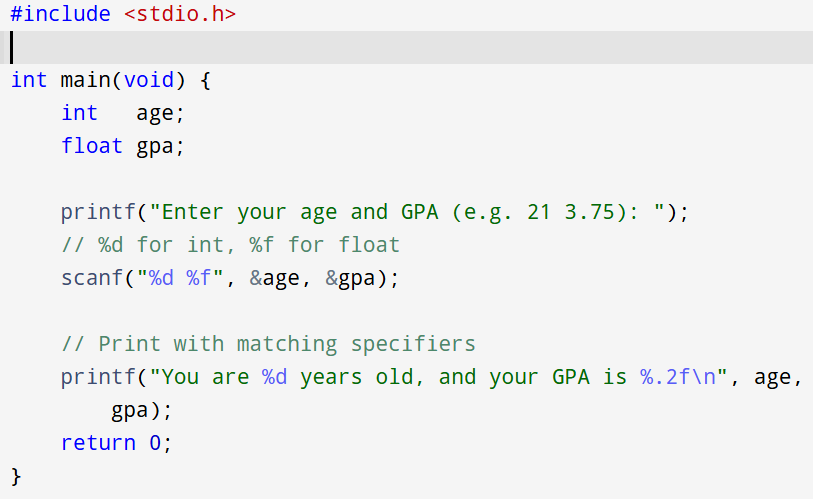 #include <stdio.h>

int main(void) {
    int   age;
    float gpa;

    printf("Enter your age and GPA (e.g. 21 3.75): ");
    // %d for int, %f for float
    scanf("%d %f", &age, &gpa);

    // Print with matching specifiers
    printf("You are %d years old, and your GPA is %.2f\n", age,
        gpa);
    return 0;
}